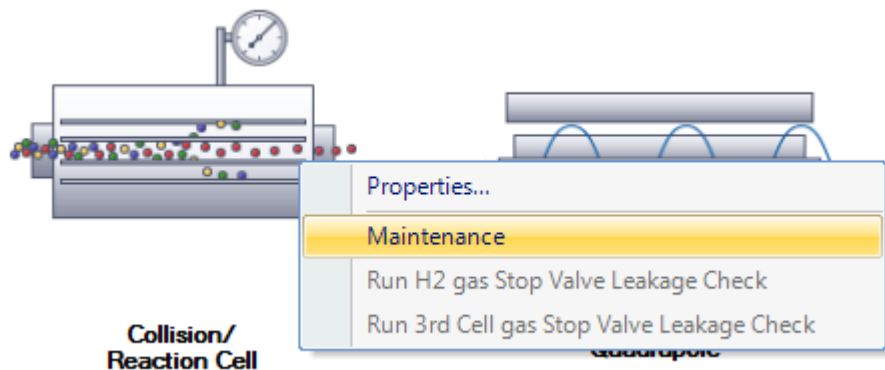 Properties...
Maintenance
Run H2 gas Stop Valve Leakage Check
Run 3rd Cell gas Stop Valve Leakage Check
Collision/
Reaction Cell
Quadrupole